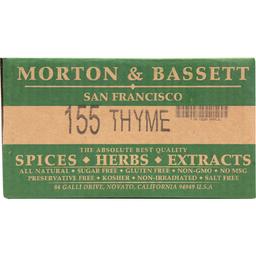 MORTON & BASSETT
SAN FRANCISCO
155 THYME
THE ABSOLUTE BEST QUALITY
SPICES • HERBS • EXTRACTS
ALL NATURAL • SUGAR FREE • GLUTEN FREE • NON-GMO • NO MSG
PRESERVATIVE FREE • KOSHER • NON-IRRADIATED • SALT FREE
84 GALLI DRIVE, NOVATO, CALIFORNIA 94949 U.S.A